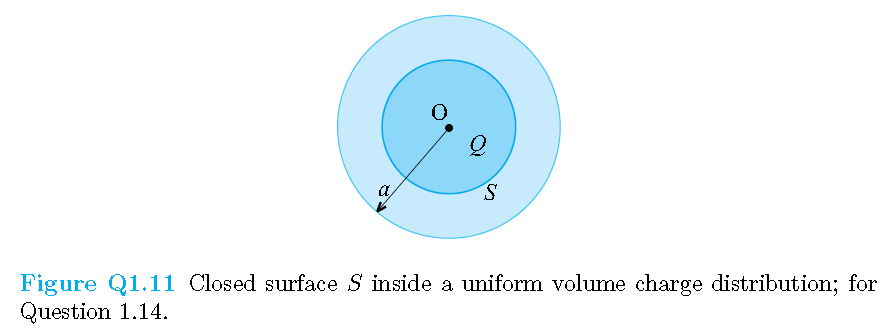 O
Q
a
S
Figure Q1.11 Closed surface S inside a uniform volume charge distribution; for
Question 1.14.